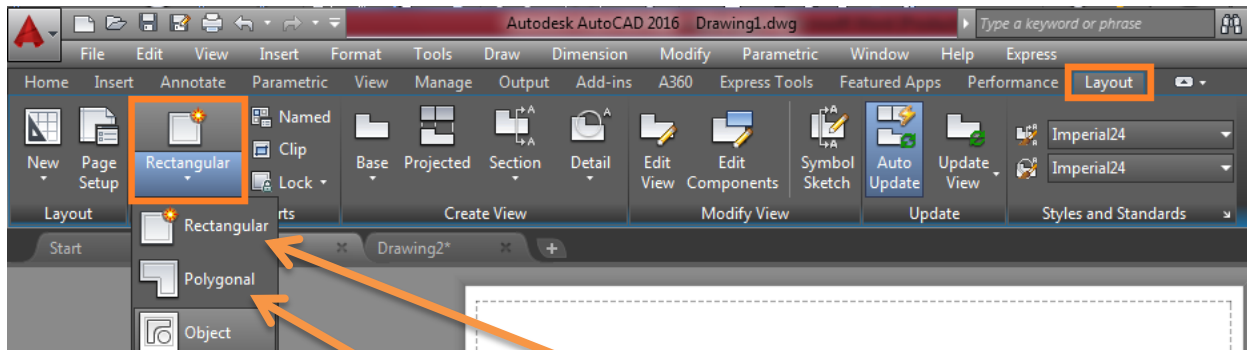 Autodesk AutoCAD 2016 Drawing1.dwg Type a keyword or phrase
File Edit View Insert Format Tools Draw Dimension Modify Parametric Window Help Express
Home Insert Annotate Parametric View Manage Output Add-ins A360 Express Tools Featured Apps Performance Layout
Named
Clip
Lock
New Page Setup Rectangular Base Projected Section Detail Edit View Edit Components Symbol Sketch Auto Update Update View
Imperial24
Imperial24
Layout rts Create View Modify View Update Styles and Standards
Start Drawing2* +
Rectangular
Polygonal
Object